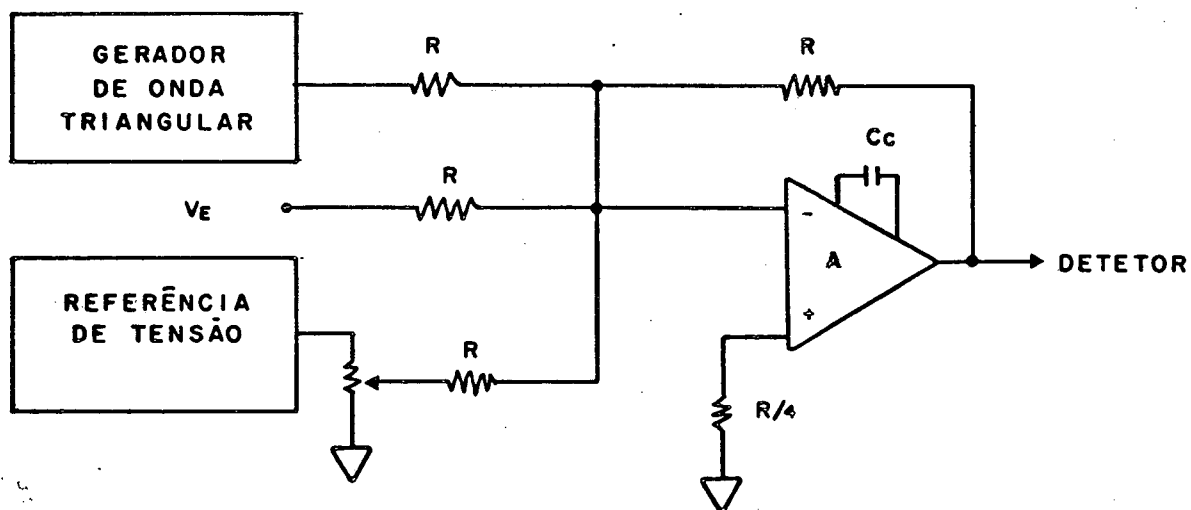 GERADOR
DE ONDA
TRIANGULAR
R
R
Cc
R
VE
-
A
+
DETETOR
REFERÊNCIA
DE TENSÃO
R
R/4